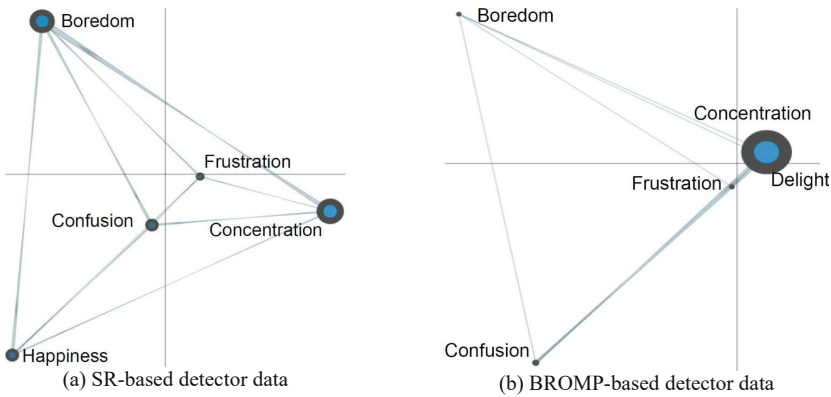 Boredom
Frustration
Confusion
Concentration
Happiness
(a) SR-based detector data
Boredom
Concentration
Frustration
Delight
Confusion
(b) BROMP-based detector data